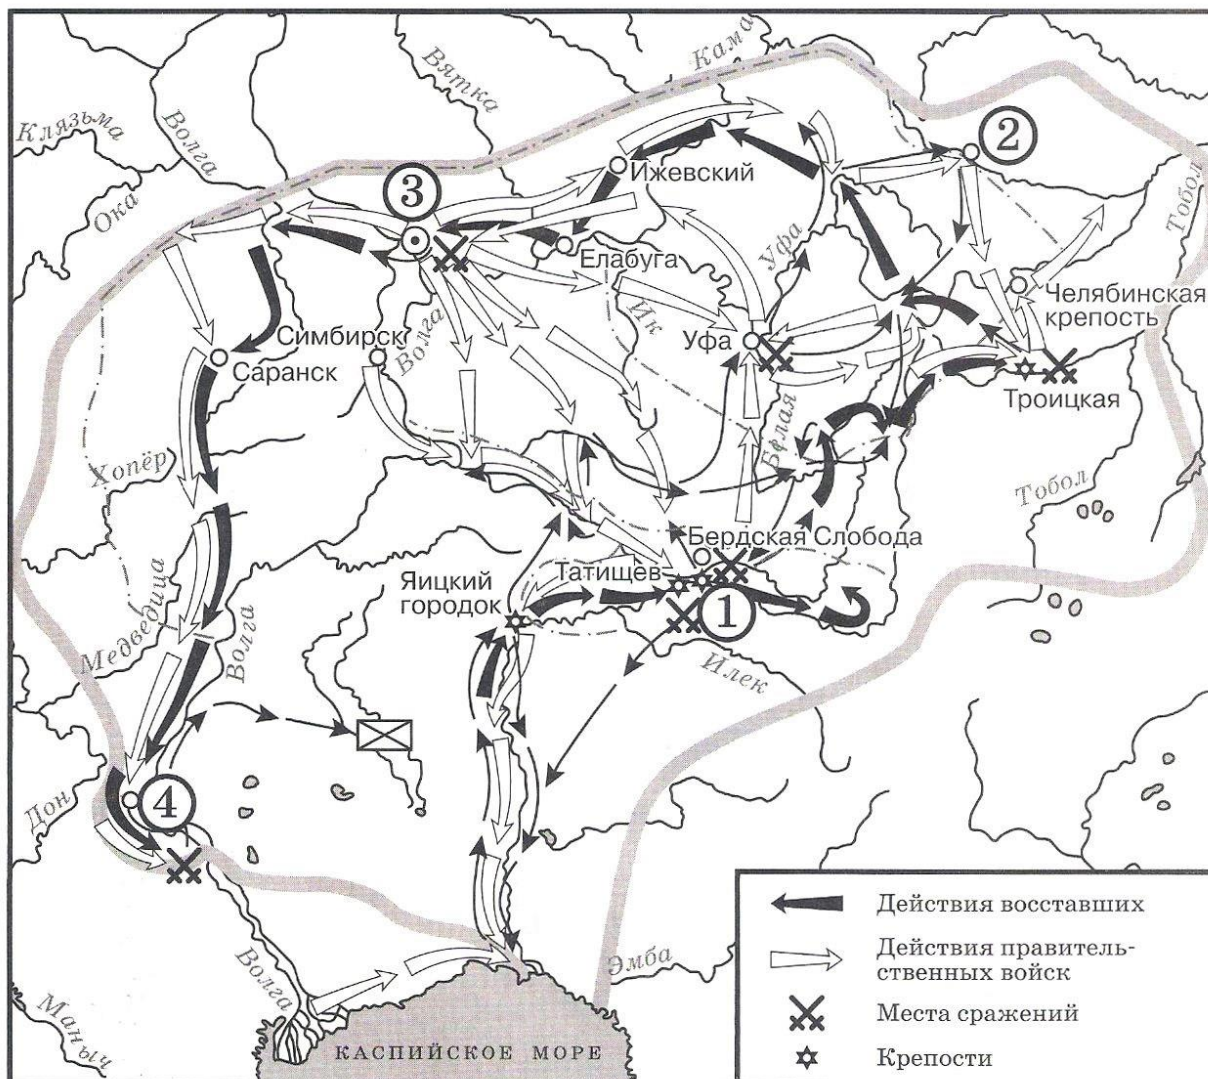 Кама
Вятка
Волга
Клязьма
Ока
2
3
Ижевский
Тобол
Елабуга
Уфа
Ик
Челябинская
крепость
Симбирск
Волга
Уфа
Саранск
Троицкая
Белая
Хопёр
Тобол
Бердская Слобода
Татищев
Яицкий
городок
1
Медведица
Волга
Илек
Дон
4
Действия восставших
Действия правитель-
ственных войск
Места сражений
Крепости
Эмба
Волга
Маныч
КАСПИЙСКОЕ МОРЕ